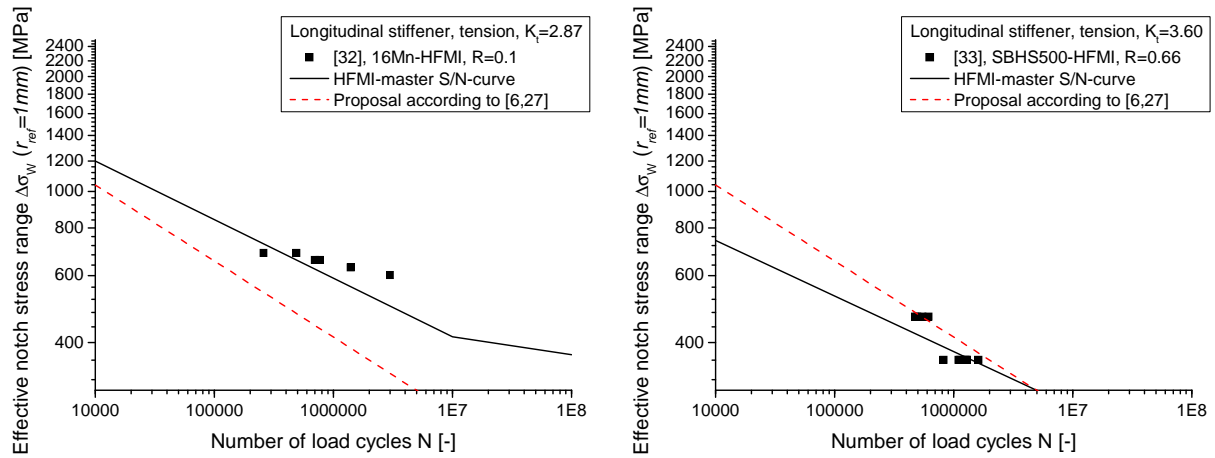 Effective notch stress range Δσ_W (r_ref=1mm) [MPa]
2400
2200
2000
1800
1600
1400
1200
1000
800
600
400
10000
100000
1000000
1E7
1E8
Number of load cycles N [-]
Longitudinal stiffener, tension, K_t=2.87
[32], 16Mn-HFMI, R=0.1
HFMI-master S/N-curve
Proposal according to [6,27]
Effective notch stress range Δσ_W (r_ref=1mm) [MPa]
2400
2200
2000
1800
1600
1400
1200
1000
800
600
400
10000
100000
1000000
1E7
1E8
Number of load cycles N [-]
Longitudinal stiffener, tension, K_t=3.60
[33], SBHS500-HFMI, R=0.66
HFMI-master S/N-curve
Proposal according to [6,27]